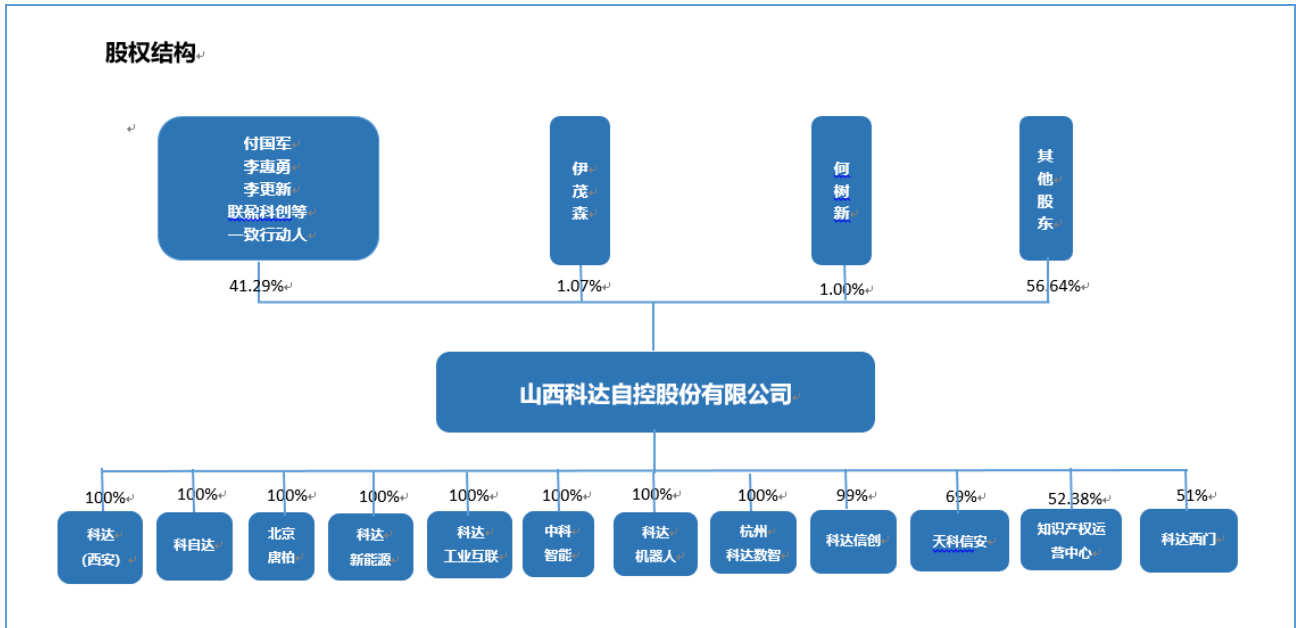 股权结构
付国军
李惠勇
李更新
联盈科创等
一致行动人
伊
茂
森
何
树
新
其
他
股
东
41.29%
1.07%
1.00%
56.64%
山西科达自控股份有限公司
100%
100%
100%
100%
100%
100%
100%
100%
99%
69%
52.38%
51%
科达
(西安)
科自达
北京
唐柏
科达
新能源
科达
工业互联
中科
智能
科达
机器人
杭州
科达数智
科达信创
天科信安
知识产权运
营中心
科达西门